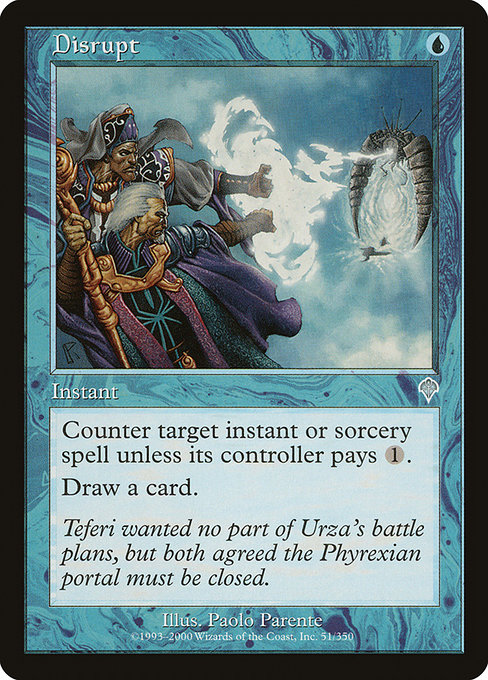 Disrupt
Instant
Counter target instant or sorcery
spell unless its controller pays 1.
Draw a card.
Teferi wanted no part of Urza's battle
plans, but both agreed the Phyrexian
portal must be closed.
Illus. Paolo Parente
©1993–2000 Wizards of the Coast, Inc. 51/350